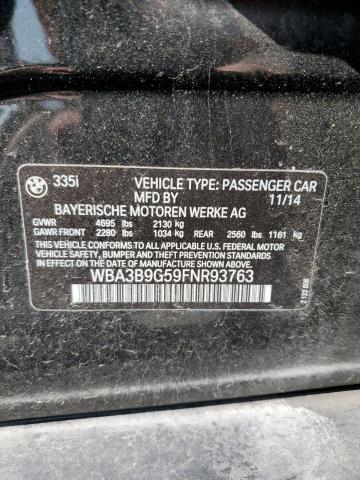 335i VEHICLE TYPE: PASSENGER CAR
MFD BY 11/14
BAYERISCHE MOTOREN WERKE AG
GVWR 4695 lbs 2130 kg
GAWR FRONT 2280 lbs 1034 kg REAR 2560 lbs 1161 kg
THIS VEHICLE CONFORMS TO ALL APPLICABLE U.S. FEDERAL MOTOR
VEHICLE SAFETY, BUMPER, AND THEFT PREVENTION STANDARDS IN
EFFECT ON THE DATE OF MANUFACTURE SHOWN ABOVE.
WBA3B9G59FNR93763